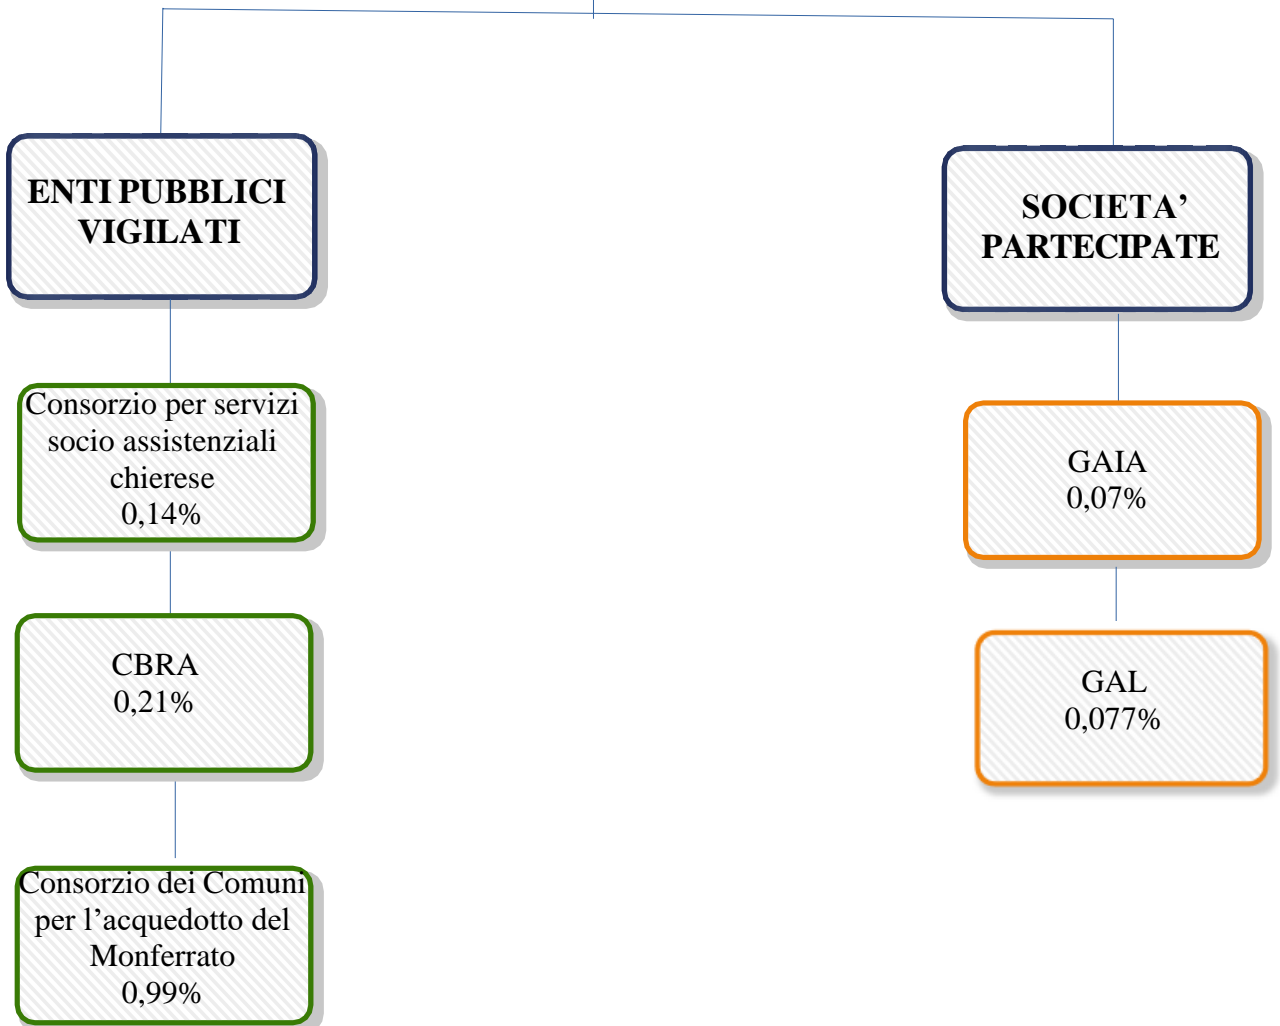 ENTI PUBBLICI
VIGILATI
SOCIETA’
PARTECIPATE
Consorzio per servizi
socio assistenziali
chierese
0,14%
GAIA
0,07%
CBRA
0,21%
GAL
0,077%
Consorzio dei Comuni
per l’acquedotto del
Monferrato
0,99%